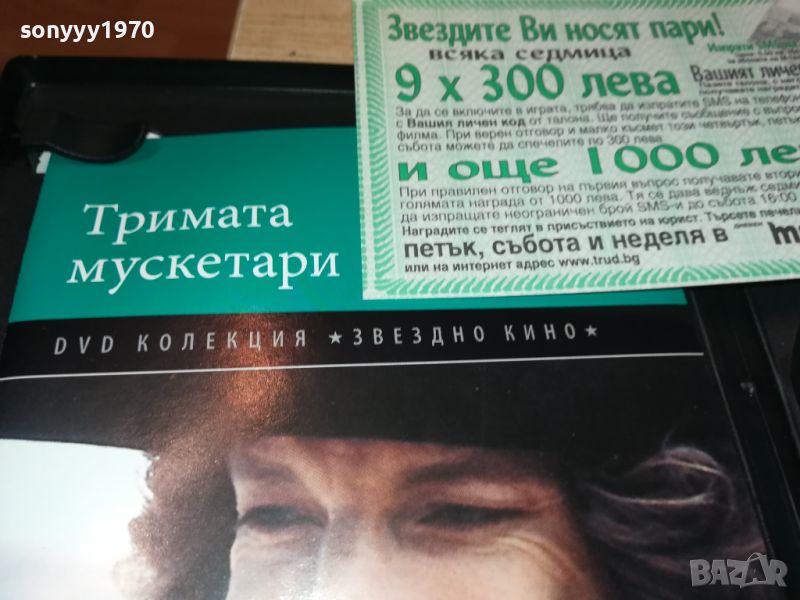 sonyyy1970
Звездите Ви носят пари!
всяка седмица
9 х 300 лева
Вашият личен
За да се включите в играта, трябва да изпратите SMS на телефон
с Вашия личен код от талона. Ще получите съобщение с въпрос
филма. При верен отговор и малко късмет този четвъртък, петък
събота можете да спечелите по 300 лева.
и още 1000 ле
При правилен отговор на първия въпрос получавате втори
голямата награда от 1000 лева. Тя се дава веднъж седми
да изпращате неограничен брой SMS-и до събота 16:00
Наградите се теглят в присъствието на юрист. Търсете печели
петък, събота и неделя в
или на интернет адрес www.trud.bg
Тримата
мускетари
DVD КОЛЕКЦИЯ ★ЗВЕЗДНО КИНО★
BAZAR